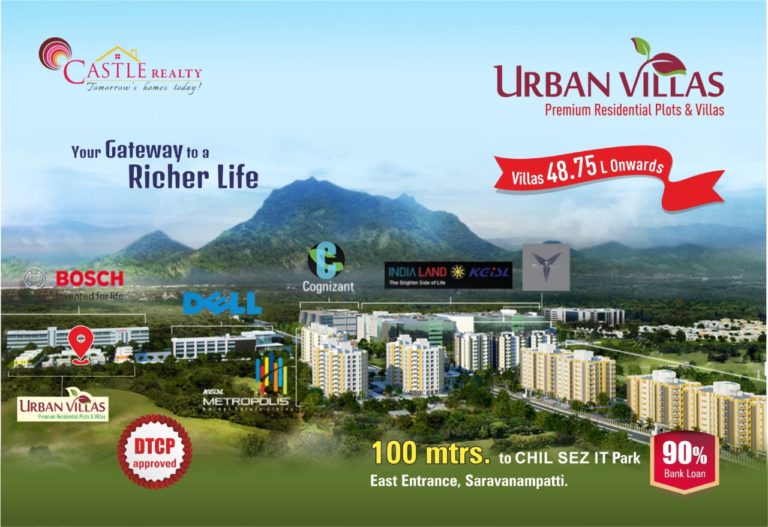 CASTLE REALTY
Tomorrow's homes today!
URBAN VILLAS
Premium Residential Plots & Villas
Your Gateway to a
Richer Life
Villas 48.75 L Onwards
BOSCH
Invented for life
DELL
Cognizant
INDIA LAND
The Brighter Side of Life
KGiSL
URBAN VILLAS
Premium Residential Plots & Villas
KGISL
METROPOLIS
DTCP
approved
100 mtrs. to CHIL SEZ IT Park
East Entrance, Saravanampatti.
90%
Bank Loan